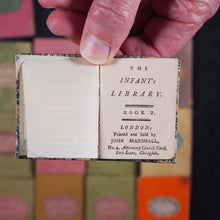 THE
INFANT's
LIBRARY.
BOOK 2.
LONDON:
Printed and Sold by
JOHN MARSHALL,
No. 4, Aldermary Church Yard,
Bow Lane, Cheapside.